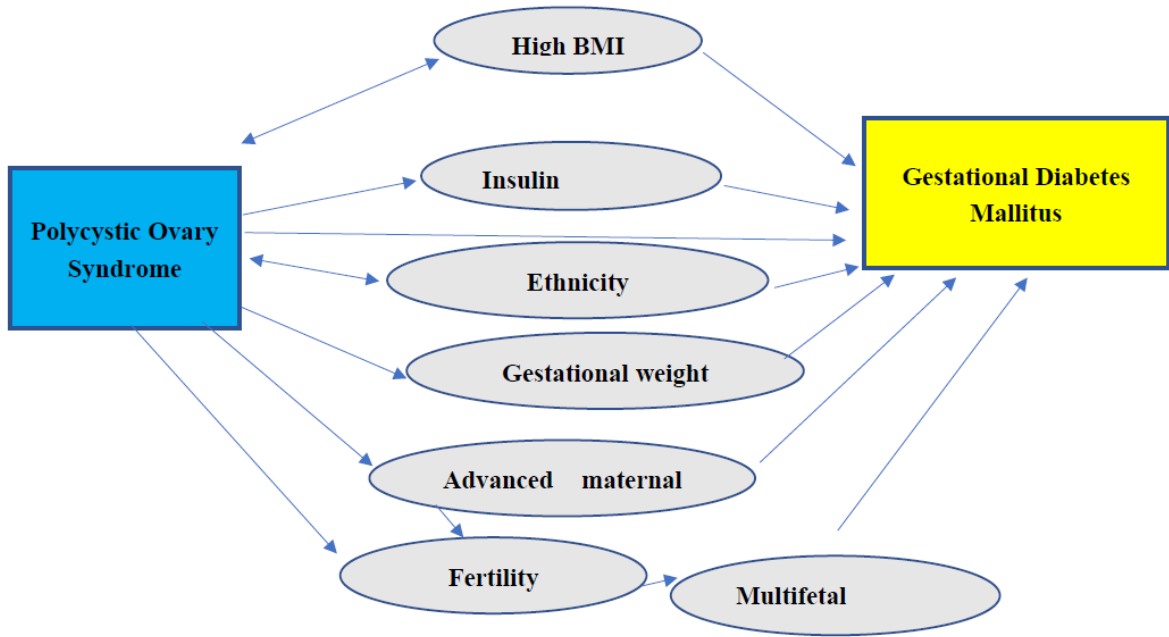 High BMI
Insulin
Gestational Diabetes
Mallitus
Polycystic Ovary
Syndrome
Ethnicity
Gestational weight
Advanced maternal
Fertility
Multifetal